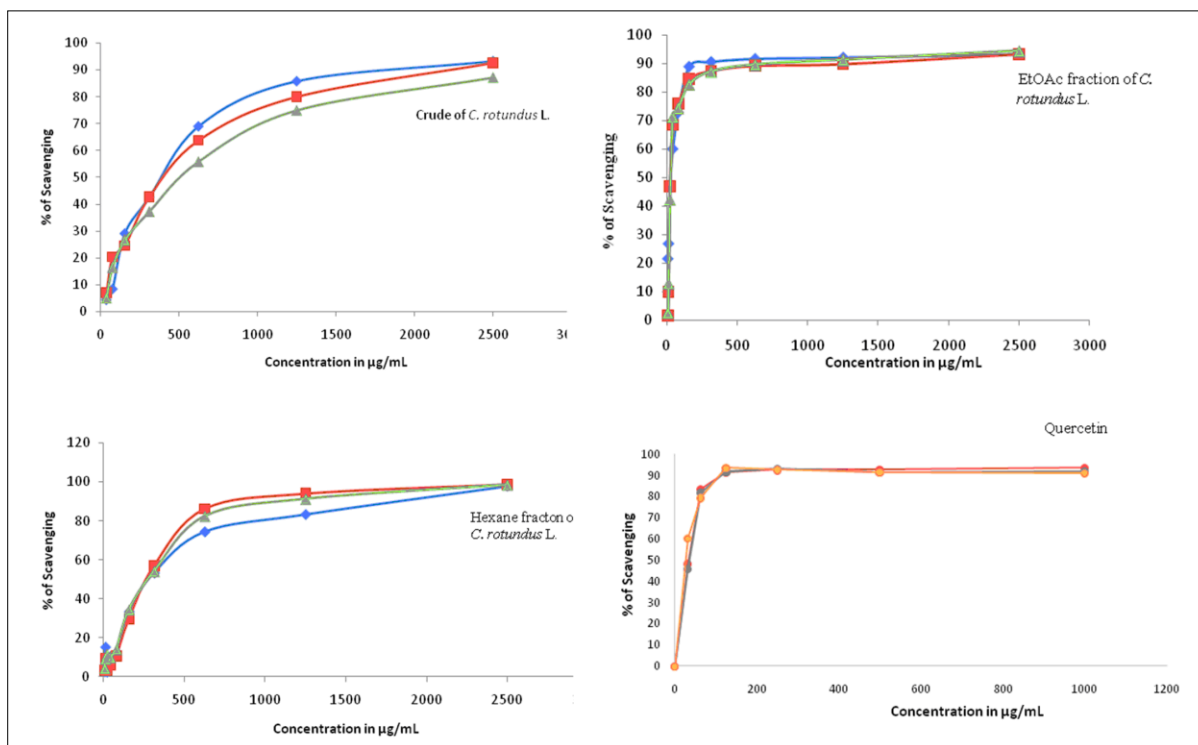 100
90
80
70
60
50
40
30
20
10
0
% of Scavenging
Crude of C. rotundus L.
0 500 1000 1500 2000 2500
Concentration in µg/mL
100
90
80
70
60
50
40
30
20
10
0
% of Scavenging
EtOAc fraction of C.
rotundus L.
0 500 1000 1500 2000 2500 3000
Concentration in µg/mL
120
100
80
60
40
20
0
% of Scavenging
Hexane fracton o
C. rotundus L.
0 500 1000 1500 2000 2500
Concentration in µg/mL
Quercetin
100
90
80
70
60
50
40
30
20
10
0
% of Scavenging
0 200 400 600 800 1000 1200
Concentration in µg/mL